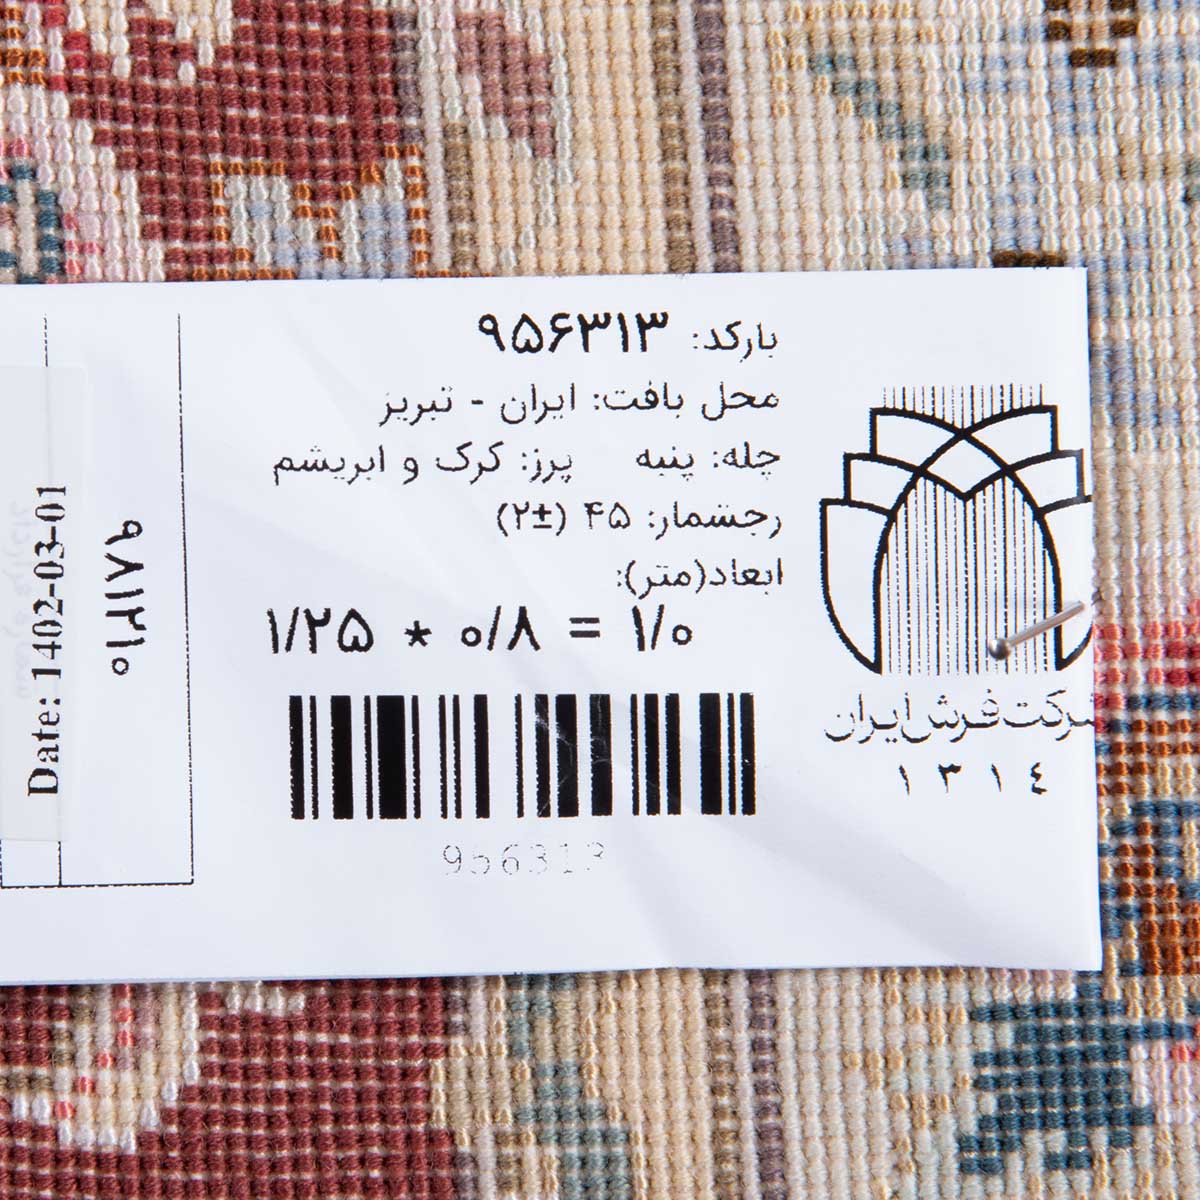 بارکد: ۹۵۶۳۱۳
محل بافت: ایران - تبریز
چله: پنبه پرز: کرک و ابریشم
رجشمار: ۴۵ (±۲)
ابعاد(متر):
۱/۲۵ * ۰/۸ = ۱/۰
956313
شرکت فرش ایران
۱۳۱٤
۹۸۱۲۱۰
Date: 1402-03-01